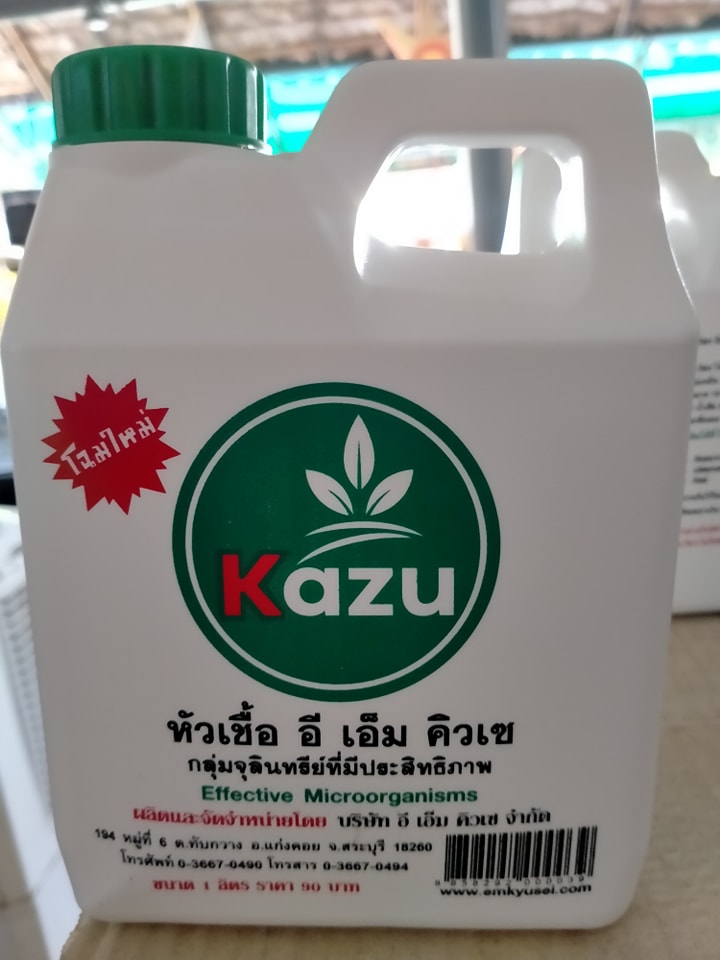 โฉมใหม่
Kazu
หัวเชื้อ อี เอ็ม คิวเซ
กลุ่มจุลินทรีย์ที่มีประสิทธิภาพ
Effective Microorganisms
ผลิตและจัดจำหน่ายโดย บริษัท อี เอ็ม คิวเซ จำกัด
194 หมู่ที่ 6 ต.ทับกวาง อ.แก่งคอย จ.สระบุรี 18260
โทรศัพท์ 0-3667-0490 โทรสาร 0-3667-0494
ขนาด 1 ลิตร ราคา 90 บาท
8 858292 000039
www.emkyusei.com